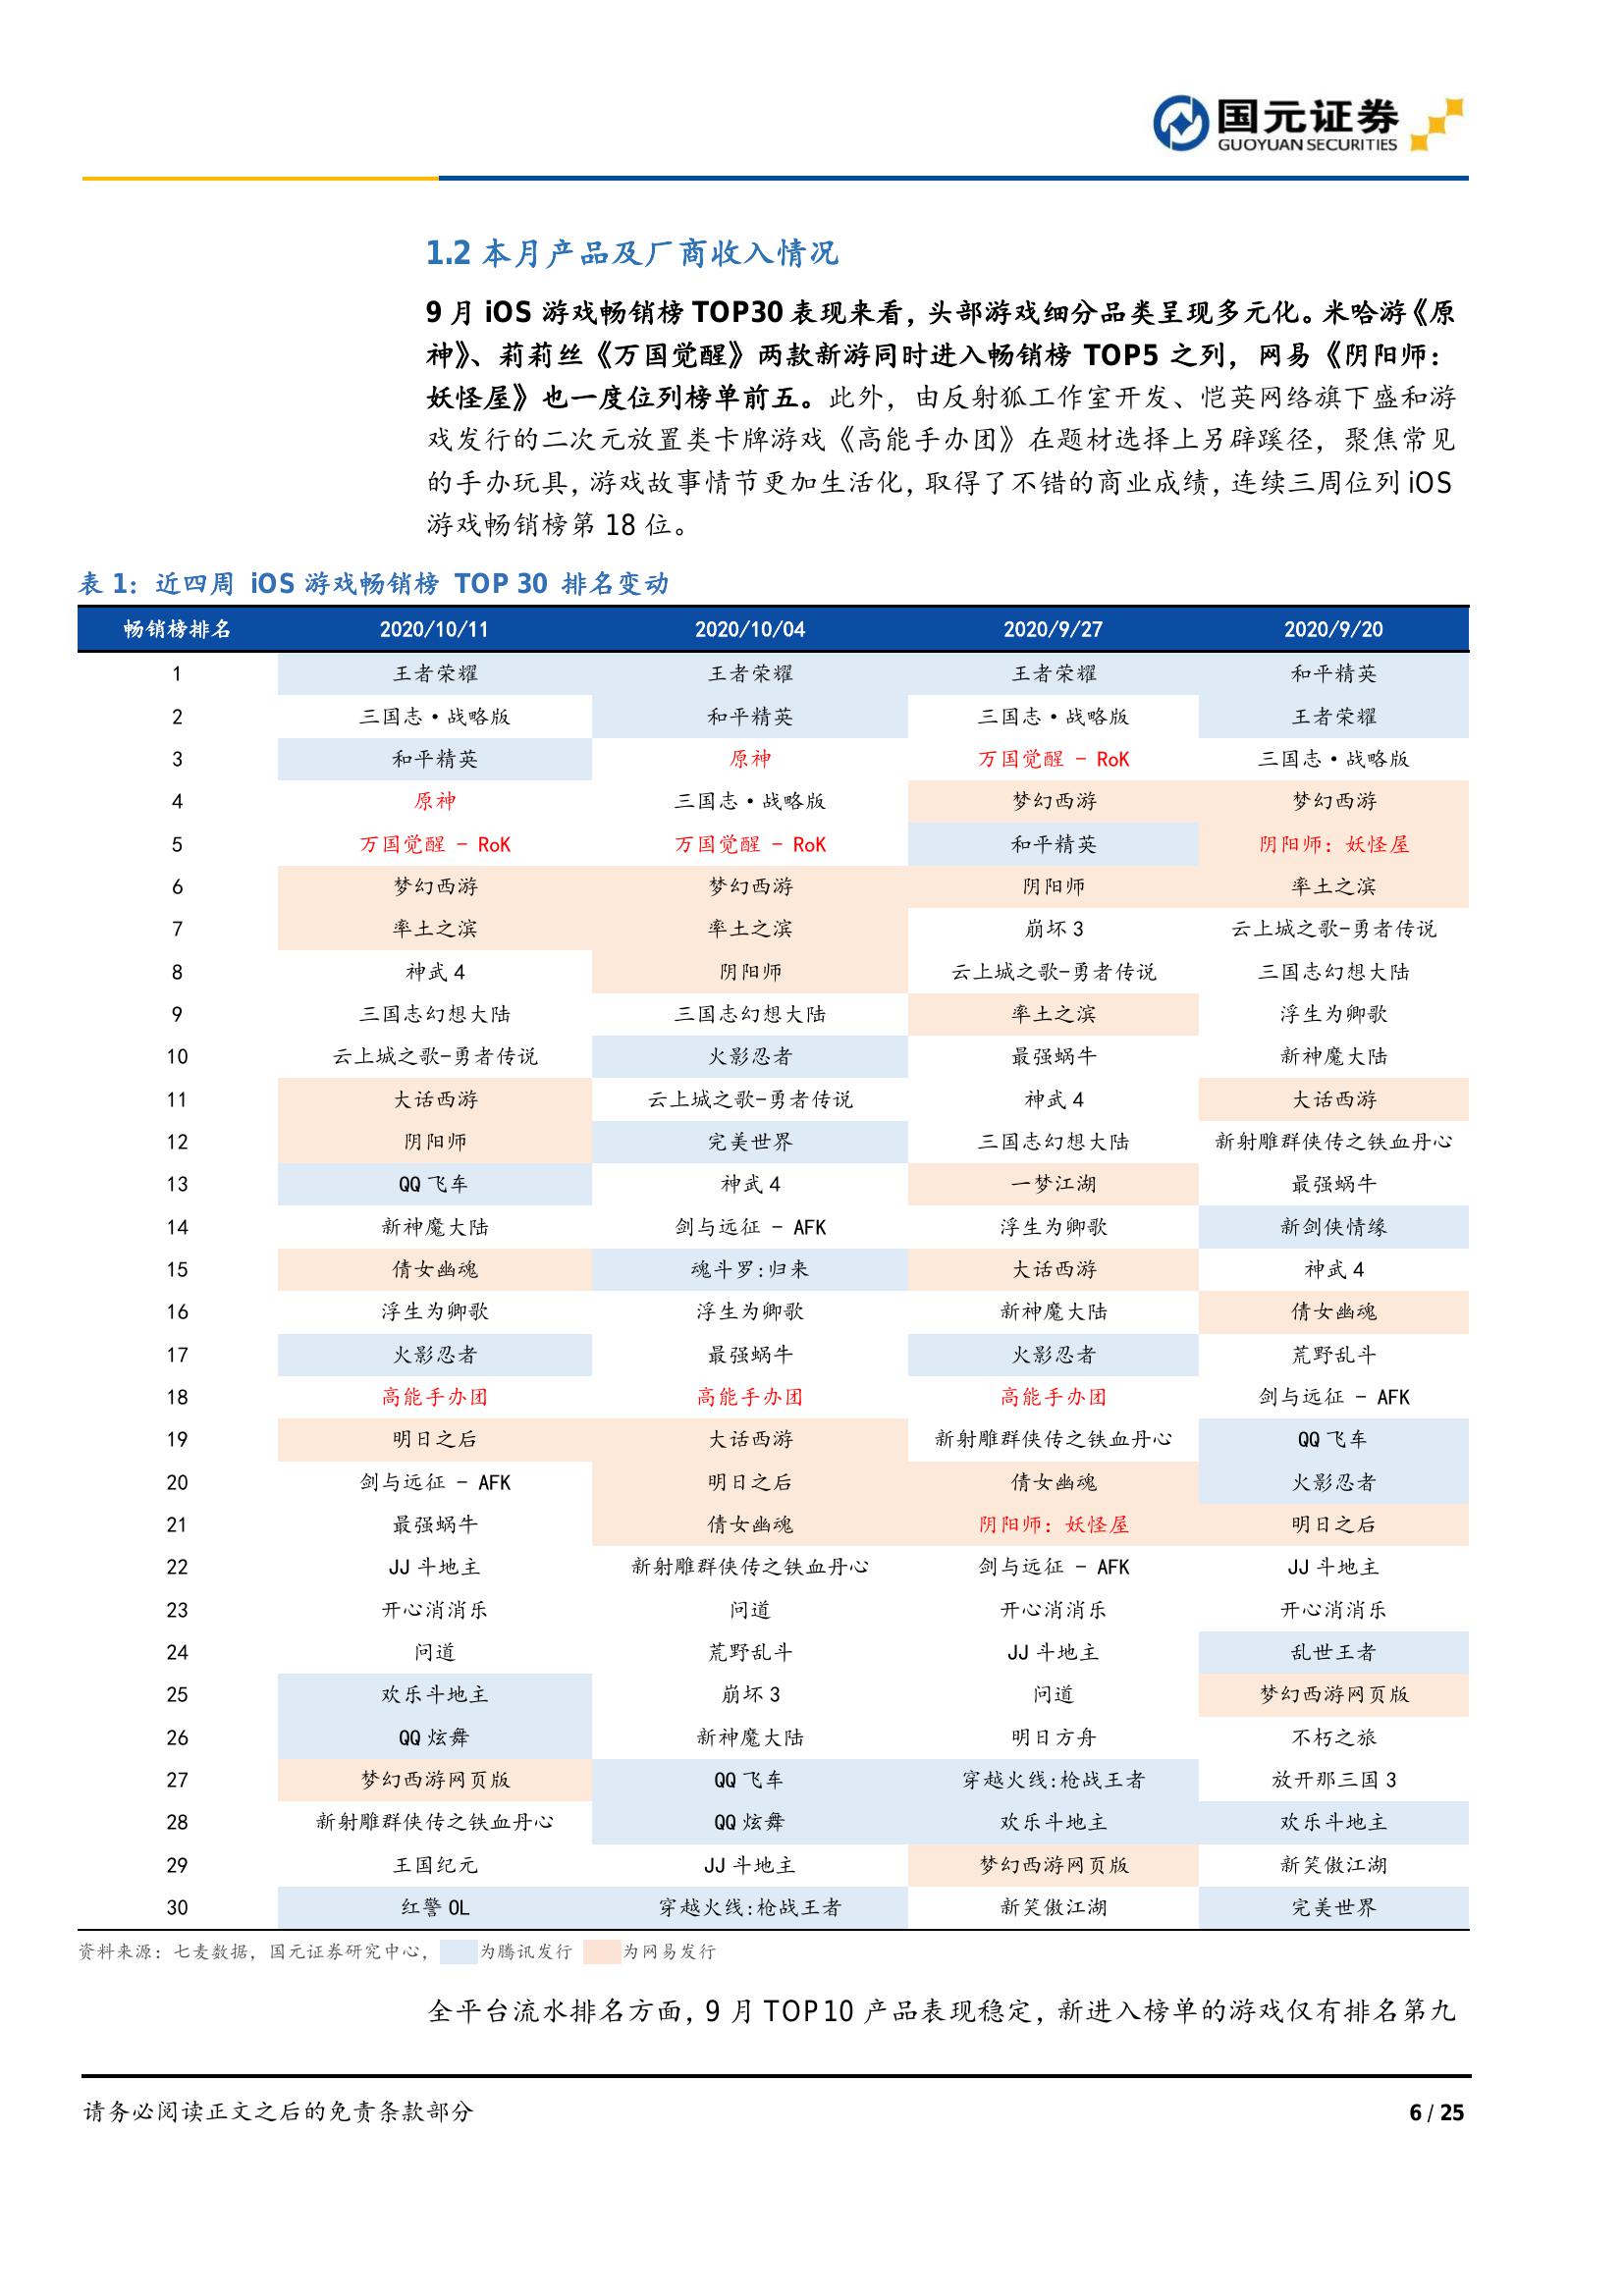 国元证券
GUOYUAN SECURITIES
1.2 本月产品及厂商收入情况
9 月 iOS 游戏畅销榜 TOP30 表现来看，头部游戏细分品类呈现多元化。米哈游《原
神》、莉莉丝《万国觉醒》两款新游同时进入畅销榜 TOP5 之列，网易《阴阳师：
妖怪屋》也一度位列榜单前五。此外，由反射狐工作室开发、恺英网络旗下盛和游
戏发行的二次元放置类卡牌游戏《高能手办团》在题材选择上另辟蹊径，聚焦常见
的手办玩具，游戏故事情节更加生活化，取得了不错的商业成绩，连续三周位列 iOS
游戏畅销榜第 18 位。
表 1：近四周 iOS 游戏畅销榜 TOP 30 排名变动
畅销榜排名 2020/10/11 2020/10/04 2020/9/27 2020/9/20
1 王者荣耀 王者荣耀 王者荣耀 和平精英
2 三国志·战略版 和平精英 三国志·战略版 王者荣耀
3 和平精英 原神 万国觉醒 - RoK 三国志·战略版
4 原神 三国志·战略版 梦幻西游 梦幻西游
5 万国觉醒 - RoK 万国觉醒 - RoK 和平精英 阴阳师：妖怪屋
6 梦幻西游 梦幻西游 阴阳师 率土之滨
7 率土之滨 率土之滨 崩坏 3 云上城之歌-勇者传说
8 神武 4 阴阳师 云上城之歌-勇者传说 三国志幻想大陆
9 三国志幻想大陆 三国志幻想大陆 率土之滨 浮生为卿歌
10 云上城之歌-勇者传说 火影忍者 最强蜗牛 新神魔大陆
11 大话西游 云上城之歌-勇者传说 神武 4 大话西游
12 阴阳师 完美世界 三国志幻想大陆 新射雕群侠传之铁血丹心
13 QQ 飞车 神武 4 一梦江湖 最强蜗牛
14 新神魔大陆 剑与远征 - AFK 浮生为卿歌 新剑侠情缘
15 倩女幽魂 魂斗罗:归来 大话西游 神武 4
16 浮生为卿歌 浮生为卿歌 新神魔大陆 倩女幽魂
17 火影忍者 最强蜗牛 火影忍者 荒野乱斗
18 高能手办团 高能手办团 高能手办团 剑与远征 - AFK
19 明日之后 大话西游 新射雕群侠传之铁血丹心 QQ 飞车
20 剑与远征 - AFK 明日之后 倩女幽魂 火影忍者
21 最强蜗牛 倩女幽魂 阴阳师：妖怪屋 明日之后
22 JJ 斗地主 新射雕群侠传之铁血丹心 剑与远征 - AFK JJ 斗地主
23 开心消消乐 问道 开心消消乐 开心消消乐
24 问道 荒野乱斗 JJ 斗地主 乱世王者
25 欢乐斗地主 崩坏 3 问道 梦幻西游网页版
26 QQ 炫舞 新神魔大陆 明日方舟 不朽之旅
27 梦幻西游网页版 QQ 飞车 穿越火线:枪战王者 放开那三国 3
28 新射雕群侠传之铁血丹心 QQ 炫舞 欢乐斗地主 欢乐斗地主
29 王国纪元 JJ 斗地主 梦幻西游网页版 新笑傲江湖
30 红警 OL 穿越火线:枪战王者 新笑傲江湖 完美世界
资料来源：七麦数据，国元证券研究中心， 为腾讯发行 为网易发行
全平台流水排名方面，9 月 TOP10 产品表现稳定，新进入榜单的游戏仅有排名第九
请务必阅读正文之后的免责条款部分 6 / 25